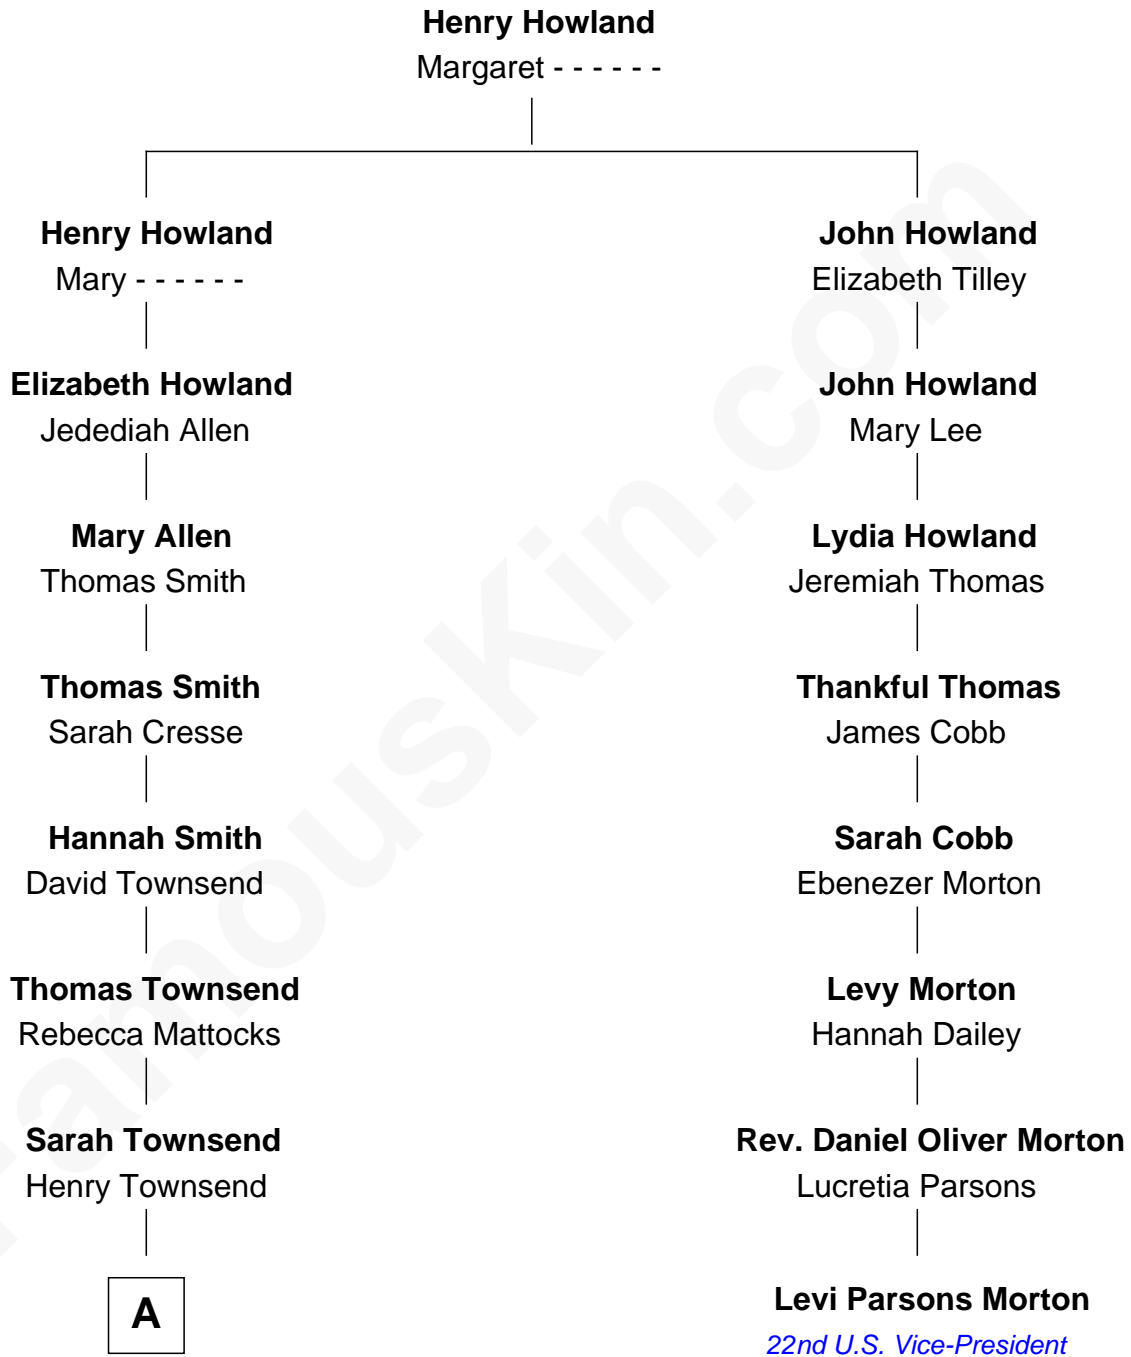 Henry Howland
Margaret - - - - - -
Henry Howland
Mary - - - - - -
John Howland
Elizabeth Tilley
Elizabeth Howland
Jedediah Allen
John Howland
Mary Lee
Mary Allen
Thomas Smith
Lydia Howland
Jeremiah Thomas
Thomas Smith
Sarah Cresse
Thankful Thomas
James Cobb
Hannah Smith
David Townsend
Sarah Cobb
Ebenezer Morton
Thomas Townsend
Rebecca Mattocks
Levy Morton
Hannah Dailey
Sarah Townsend
Henry Townsend
Rev. Daniel Oliver Morton
Lucretia Parsons
A
Levi Parsons Morton
22nd U.S. Vice-President
FamousKin.com